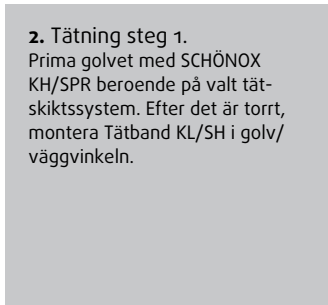 2. Tätning steg 1.
Prima golvet med SCHÖNOX
KH/SPR beroende på valt tät-
skiktssystem. Efter det är torrt,
montera Tätband KL/SH i golv/
väggvinkeln.